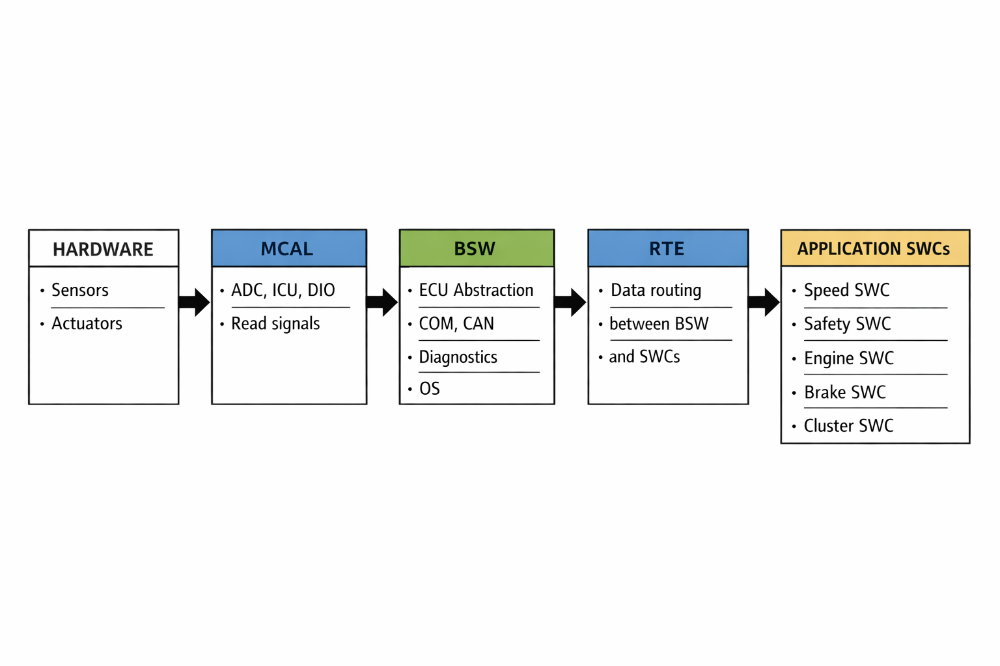 HARDWARE
• Sensors
• Actuators
MCAL
• ADC, ICU, DIO
• Read signals
BSW
• ECU Abstraction
• COM, CAN
• Diagnostics
• OS
RTE
• Data routing
• between BSW
• and SWCs
APPLICATION SWCs
• Speed SWC
• Safety SWC
• Engine SWC
• Brake SWC
• Cluster SWC